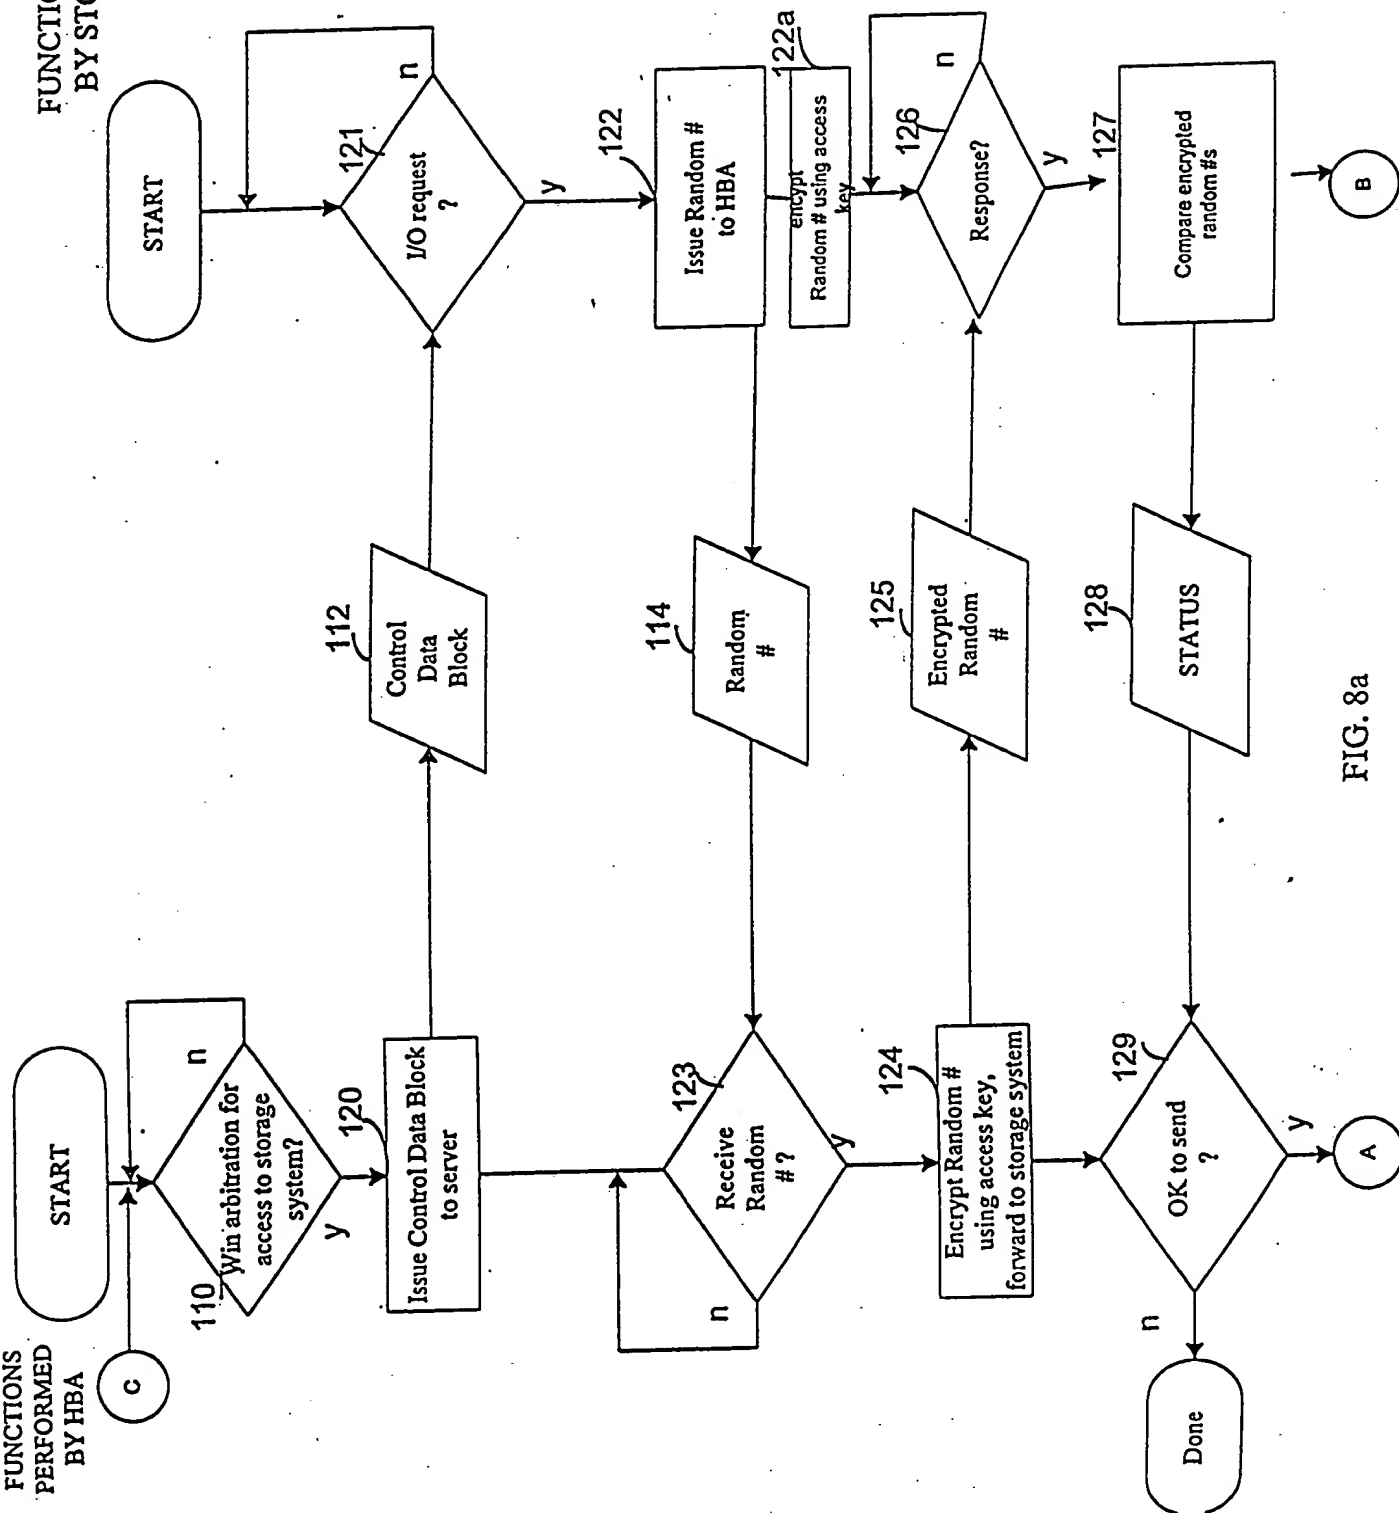 FUNCTIONS
PERFORMED
BY HBA
C
START
110
Win arbitration for
access to storage
system?
n
y
120
Issue Control Data Block
to server
123
Receive
Random
# ?
n
y
124
Encrypt Random #
using access key,
forward to storage system
129
OK to send
?
n
y
Done
A
112
Control
Data
Block
114
Random
#
125
Encrypted
Random
#
128
STATUS
BY
START
121
I/O request
?
n
y
122
Issue Random #
to HBA
122a
encrypt
Random # using access
key
126
Response?
n
y
127
Compare encrypted
random #s
B
FIG. 8a